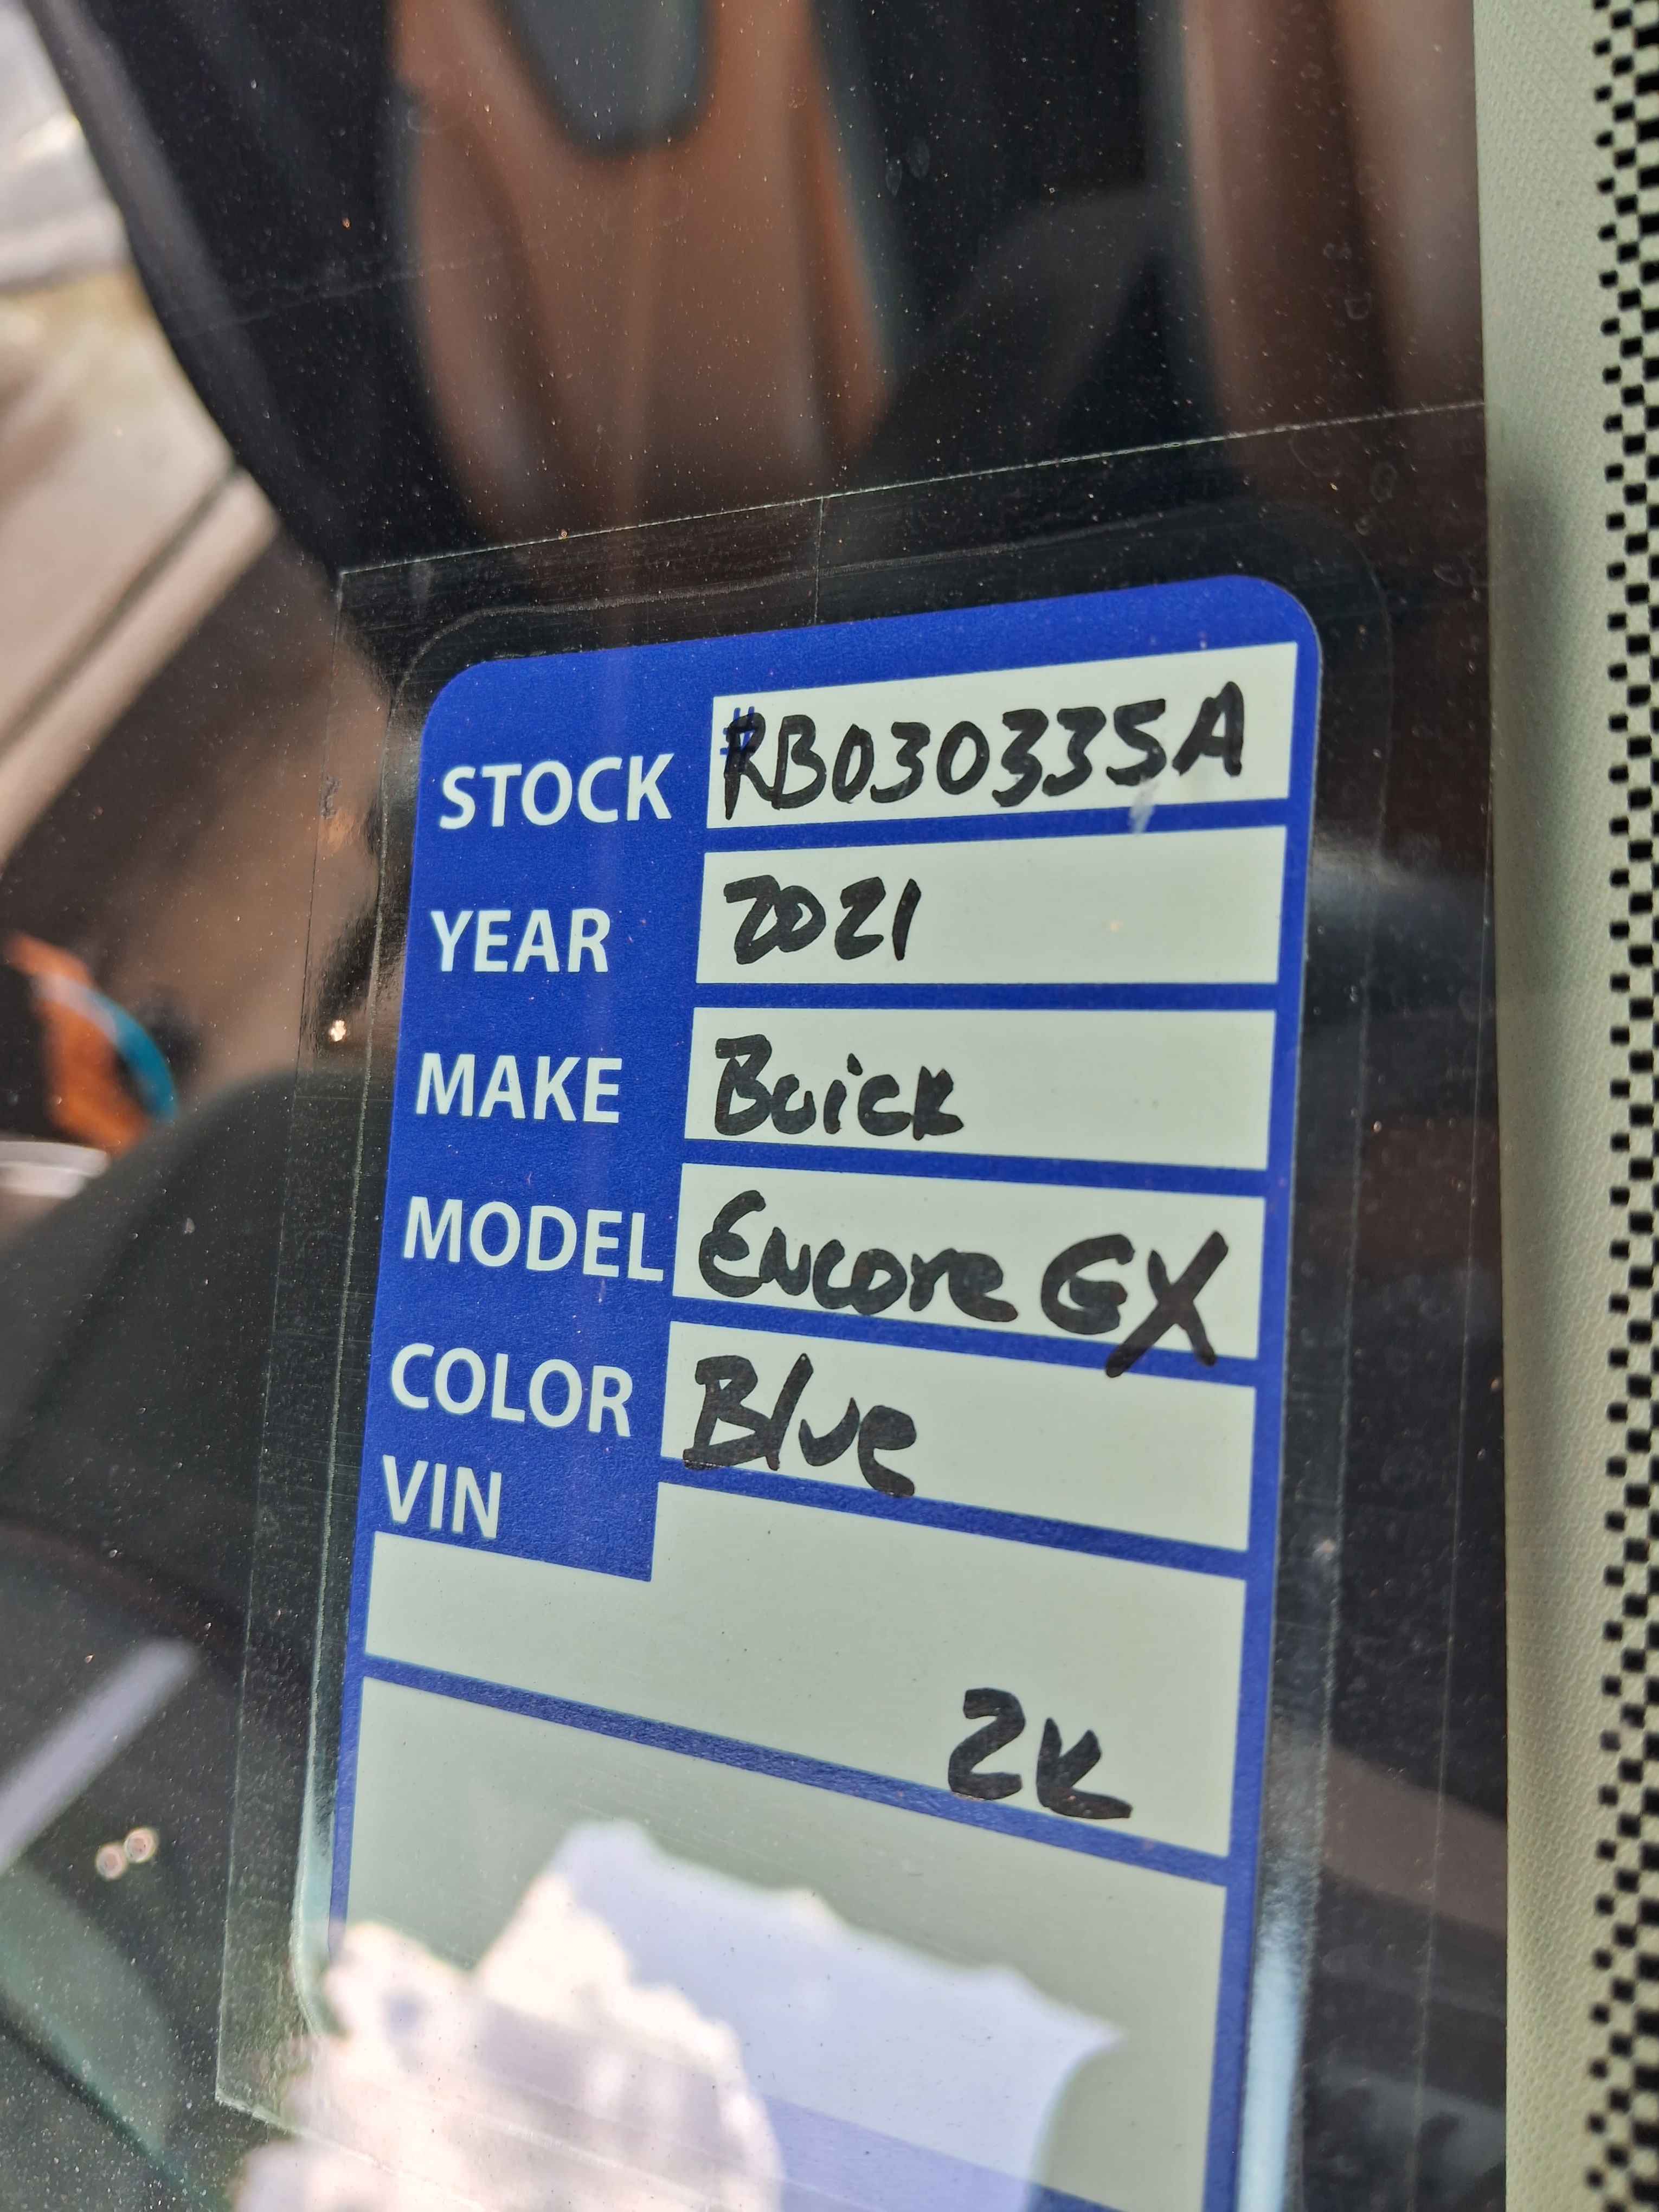 STOCK #RB030335A
YEAR 2021
MAKE Buick
MODEL Encore GX
COLOR Blue
VIN
2K